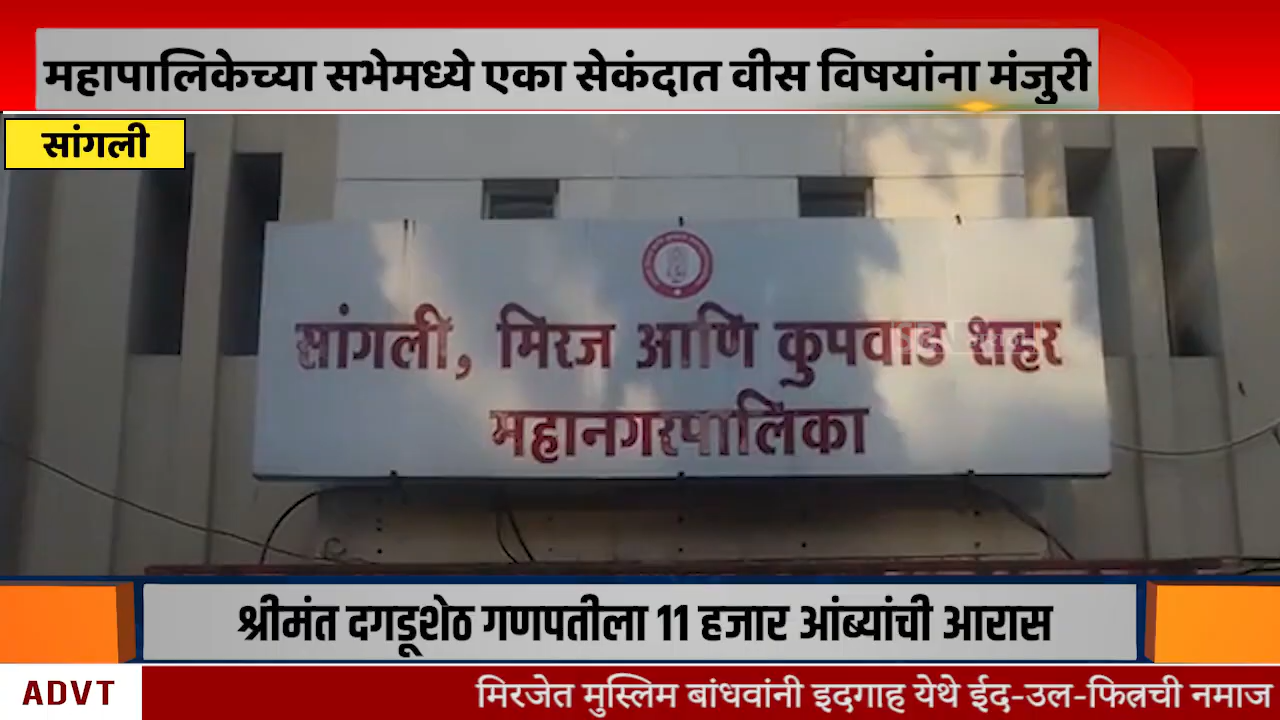 महापालिकेच्या सभेमध्ये एका सेकंदात वीस विषयांना मंजुरी
सांगली
सांगली, मिरज आणि कुपवाड शहर
महानगरपालिका
श्रीमंत दगडूशेठ गणपतीला 11 हजार आंब्यांची आरास
ADVT
मिरजेत मुस्लिम बांधवांनी इदगाह येथे ईद-उल-फित्रची नमाज